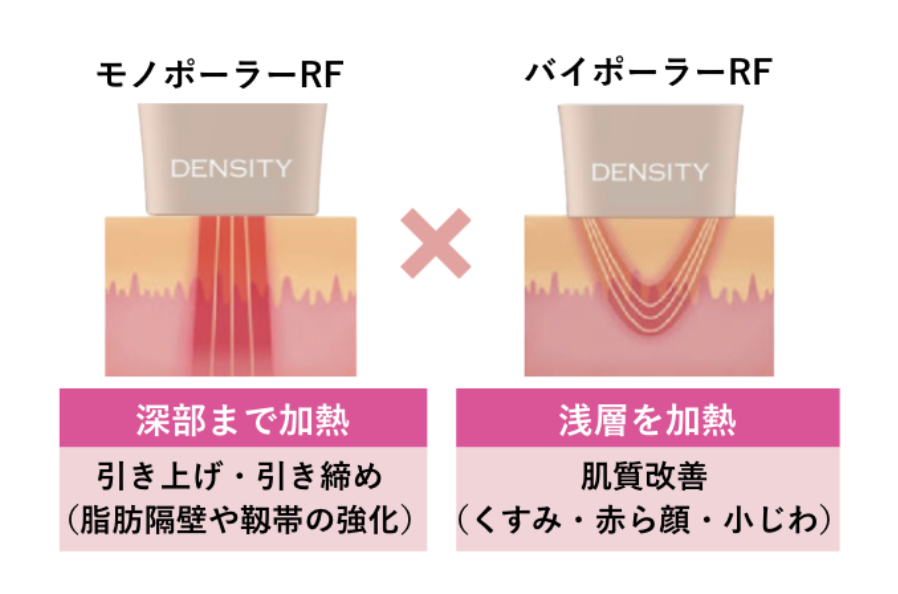 モノポーラーRF
バイポーラーRF
DENSITY
DENSITY
深部まで加熱
浅層を加熱
引き上げ・引き締め
（脂肪隔壁や靭帯の強化）
肌質改善
（くすみ・赤ら顔・小じわ）